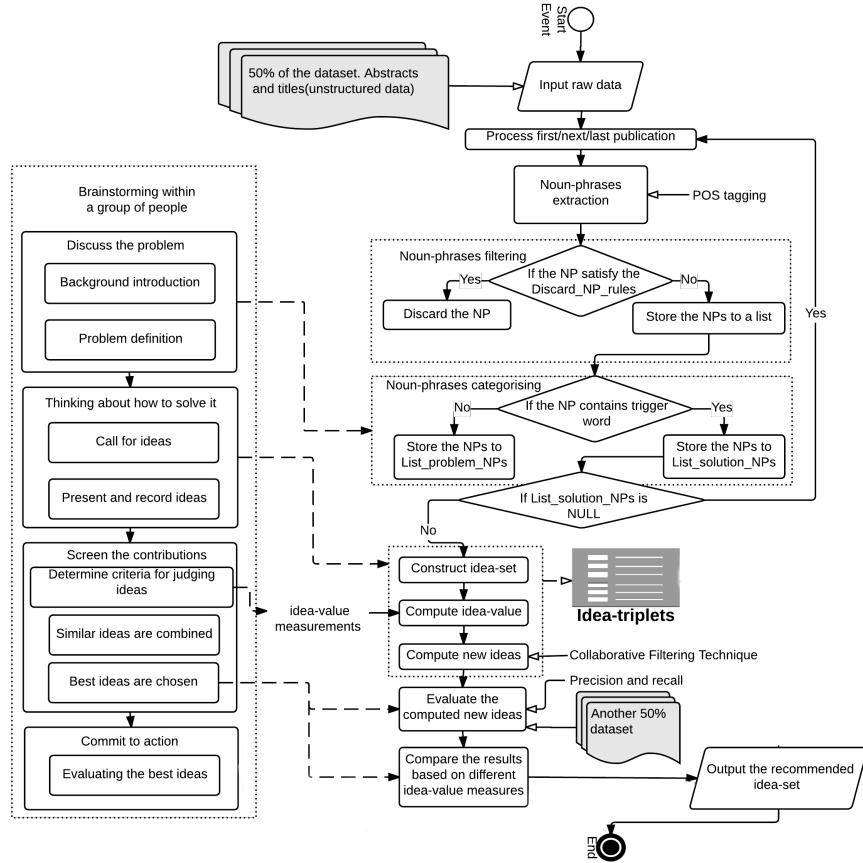 Start
Event
50% of the dataset. Abstracts
and titles(unstructured data)
Input raw data
Process first/next/last publication
Noun-phrases
extraction
POS tagging
Brainstorming within
a group of people
Discuss the problem
Background introduction
Problem definition
Noun-phrases filtering
If the NP satisfy the
Discard_NP_rules
Yes
No
Discard the NP
Store the NPs to a list
Yes
Noun-phrases categorising
If the NP contains trigger
word
No
Yes
Store the NPs to
List_problem_NPs
Store the NPs to
List_solution_NPs
Thinking about how to solve it
Call for ideas
Present and record ideas
If List_solution_NPs is
NULL
No
Screen the contributions
Determine criteria for judging
ideas
Similar ideas are combined
Best ideas are chosen
idea-value
measurements
Construct idea-set
Compute idea-value
Compute new ideas
Idea-triplets
Collaborative Filtering Technique
Precision and recall
Evaluate the
computed new ideas
Another 50%
dataset
Commit to action
Evaluating the best ideas
Compare the results
based on different
idea-value measures
Output the recommended
idea-set
End